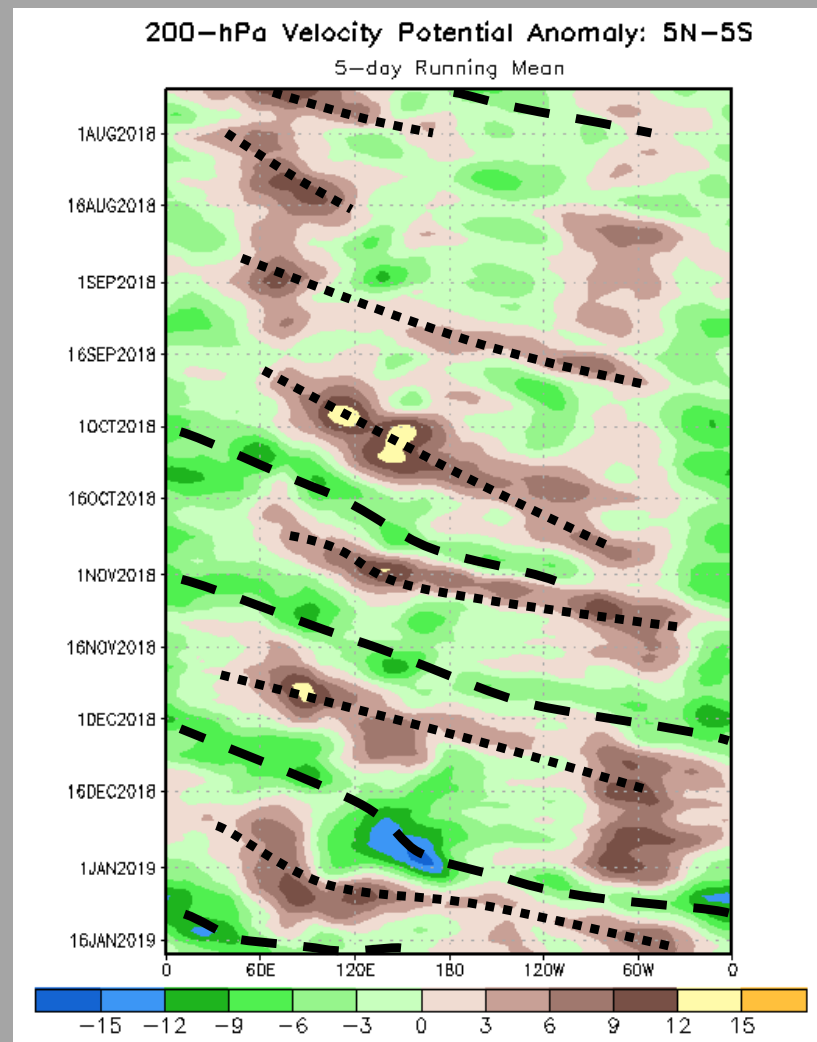 200-hPa Velocity Potential Anomaly: 5N-5S
5-day Running Mean
1AUG2018
16AUG2018
1SEP2018
16SEP2018
1OCT2018
16OCT2018
1NOV2018
16NOV2018
1DEC2018
16DEC2018
1JAN2019
16JAN2019
0 60E 120E 180 120W 60W 0
-15 -12 -9 -6 -3 0 3 6 9 12 15